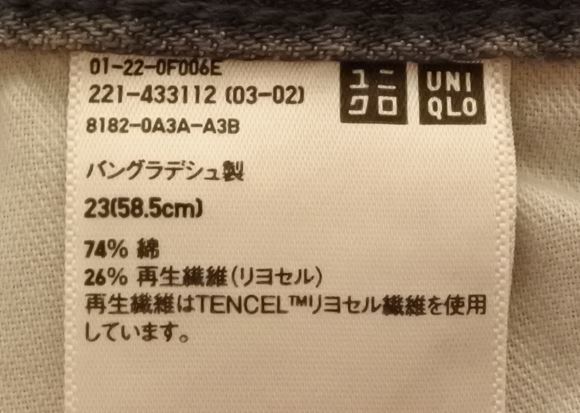 01-22-0F006E
221-433112 (03-02)
8182-0A3A-A3B
ユニ
クロ
UNI
QLO
バングラデシュ製
23(58.5cm)
74% 綿
26% 再生繊維(リヨセル)
再生繊維はTENCEL™リヨセル繊維を使用
しています。